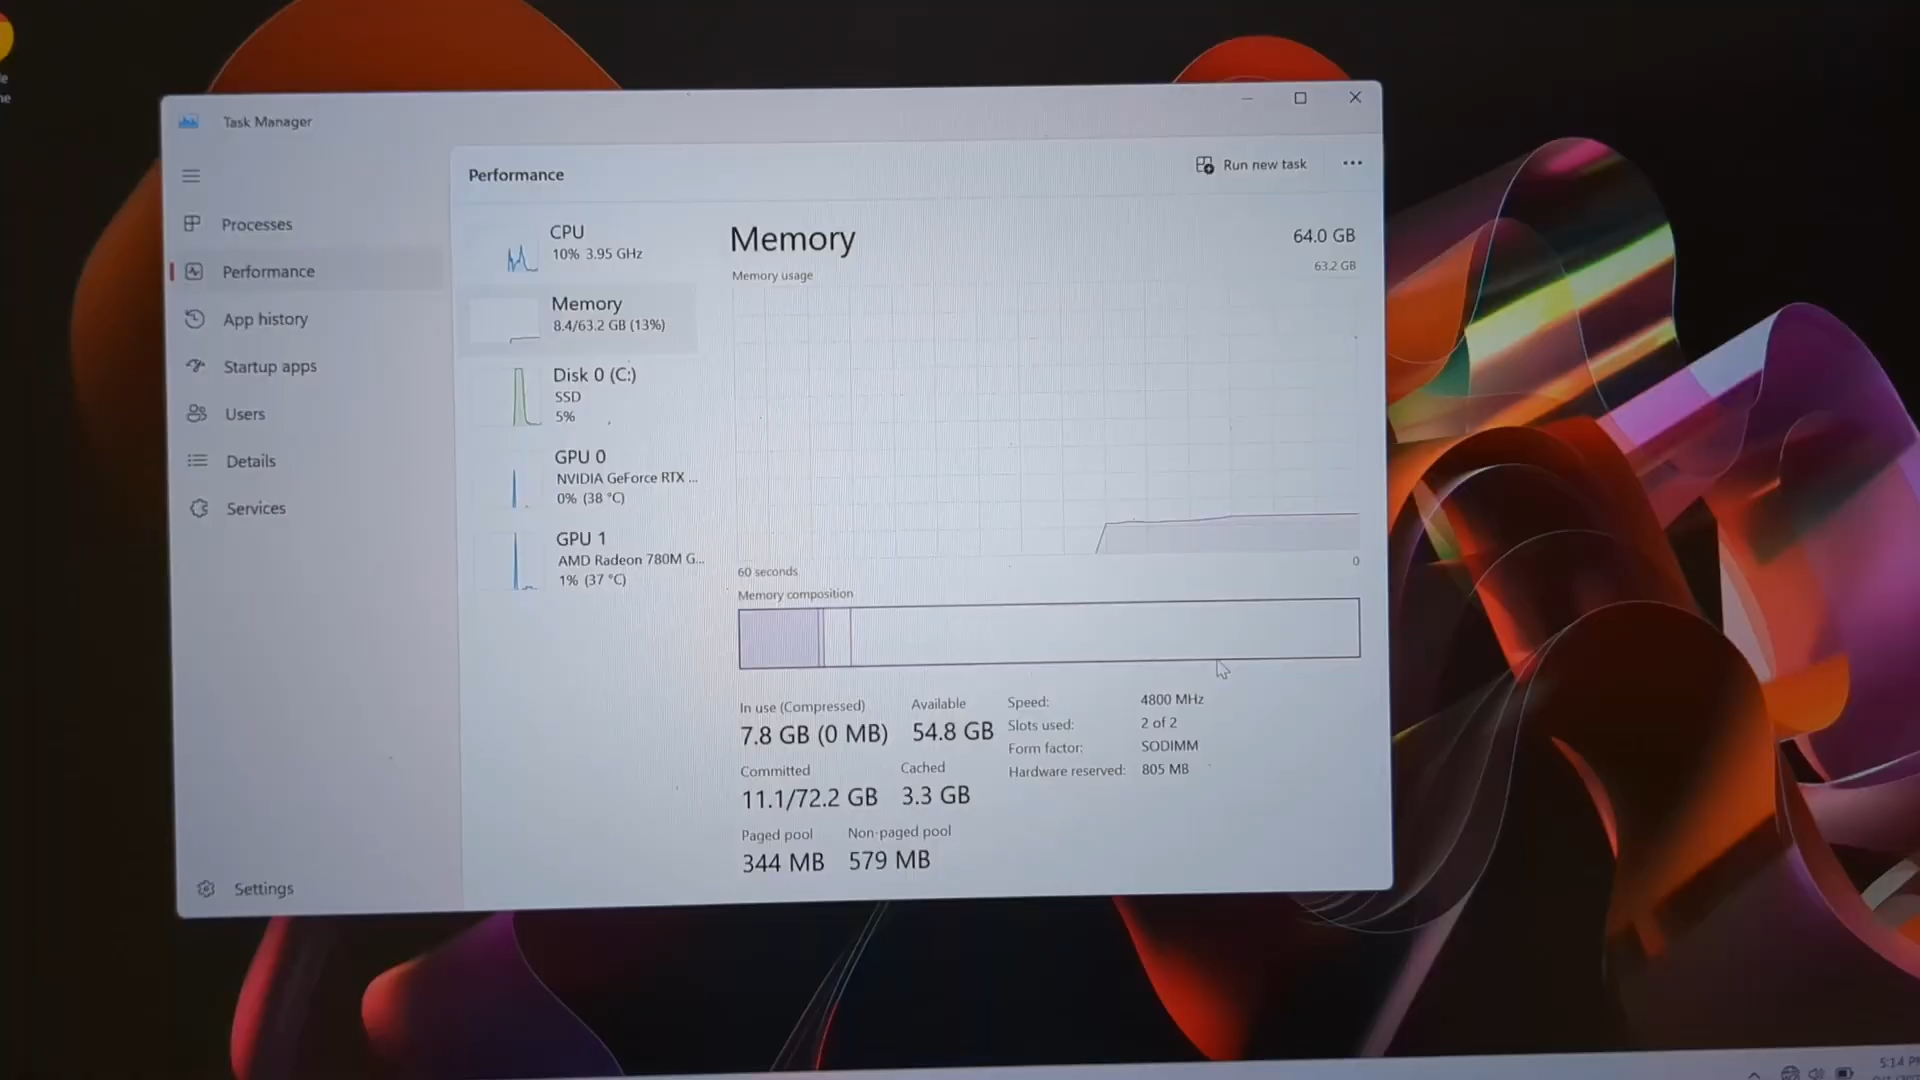 Task Manager
Performance
Run new task
Processes
Performance
App history
Startup apps
Users
Details
Services
Settings
CPU
10% 3.95 GHz
Memory
8.4/63.2 GB (13%)
Disk 0 (C:)
SSD
5%
GPU 0
NVIDIA GeForce RTX ...
0% (38 °C)
GPU 1
AMD Radeon 780M G...
1% (37 °C)
Memory
64.0 GB
Memory usage
63.2 GB
60 seconds
0
Memory composition
In use (Compressed)
7.8 GB (0 MB)
Available
54.8 GB
Committed
11.1/72.2 GB
Cached
3.3 GB
Paged pool
344 MB
Non-paged pool
579 MB
Speed: 4800 MHz
Slots used: 2 of 2
Form factor: SODIMM
Hardware reserved: 805 MB